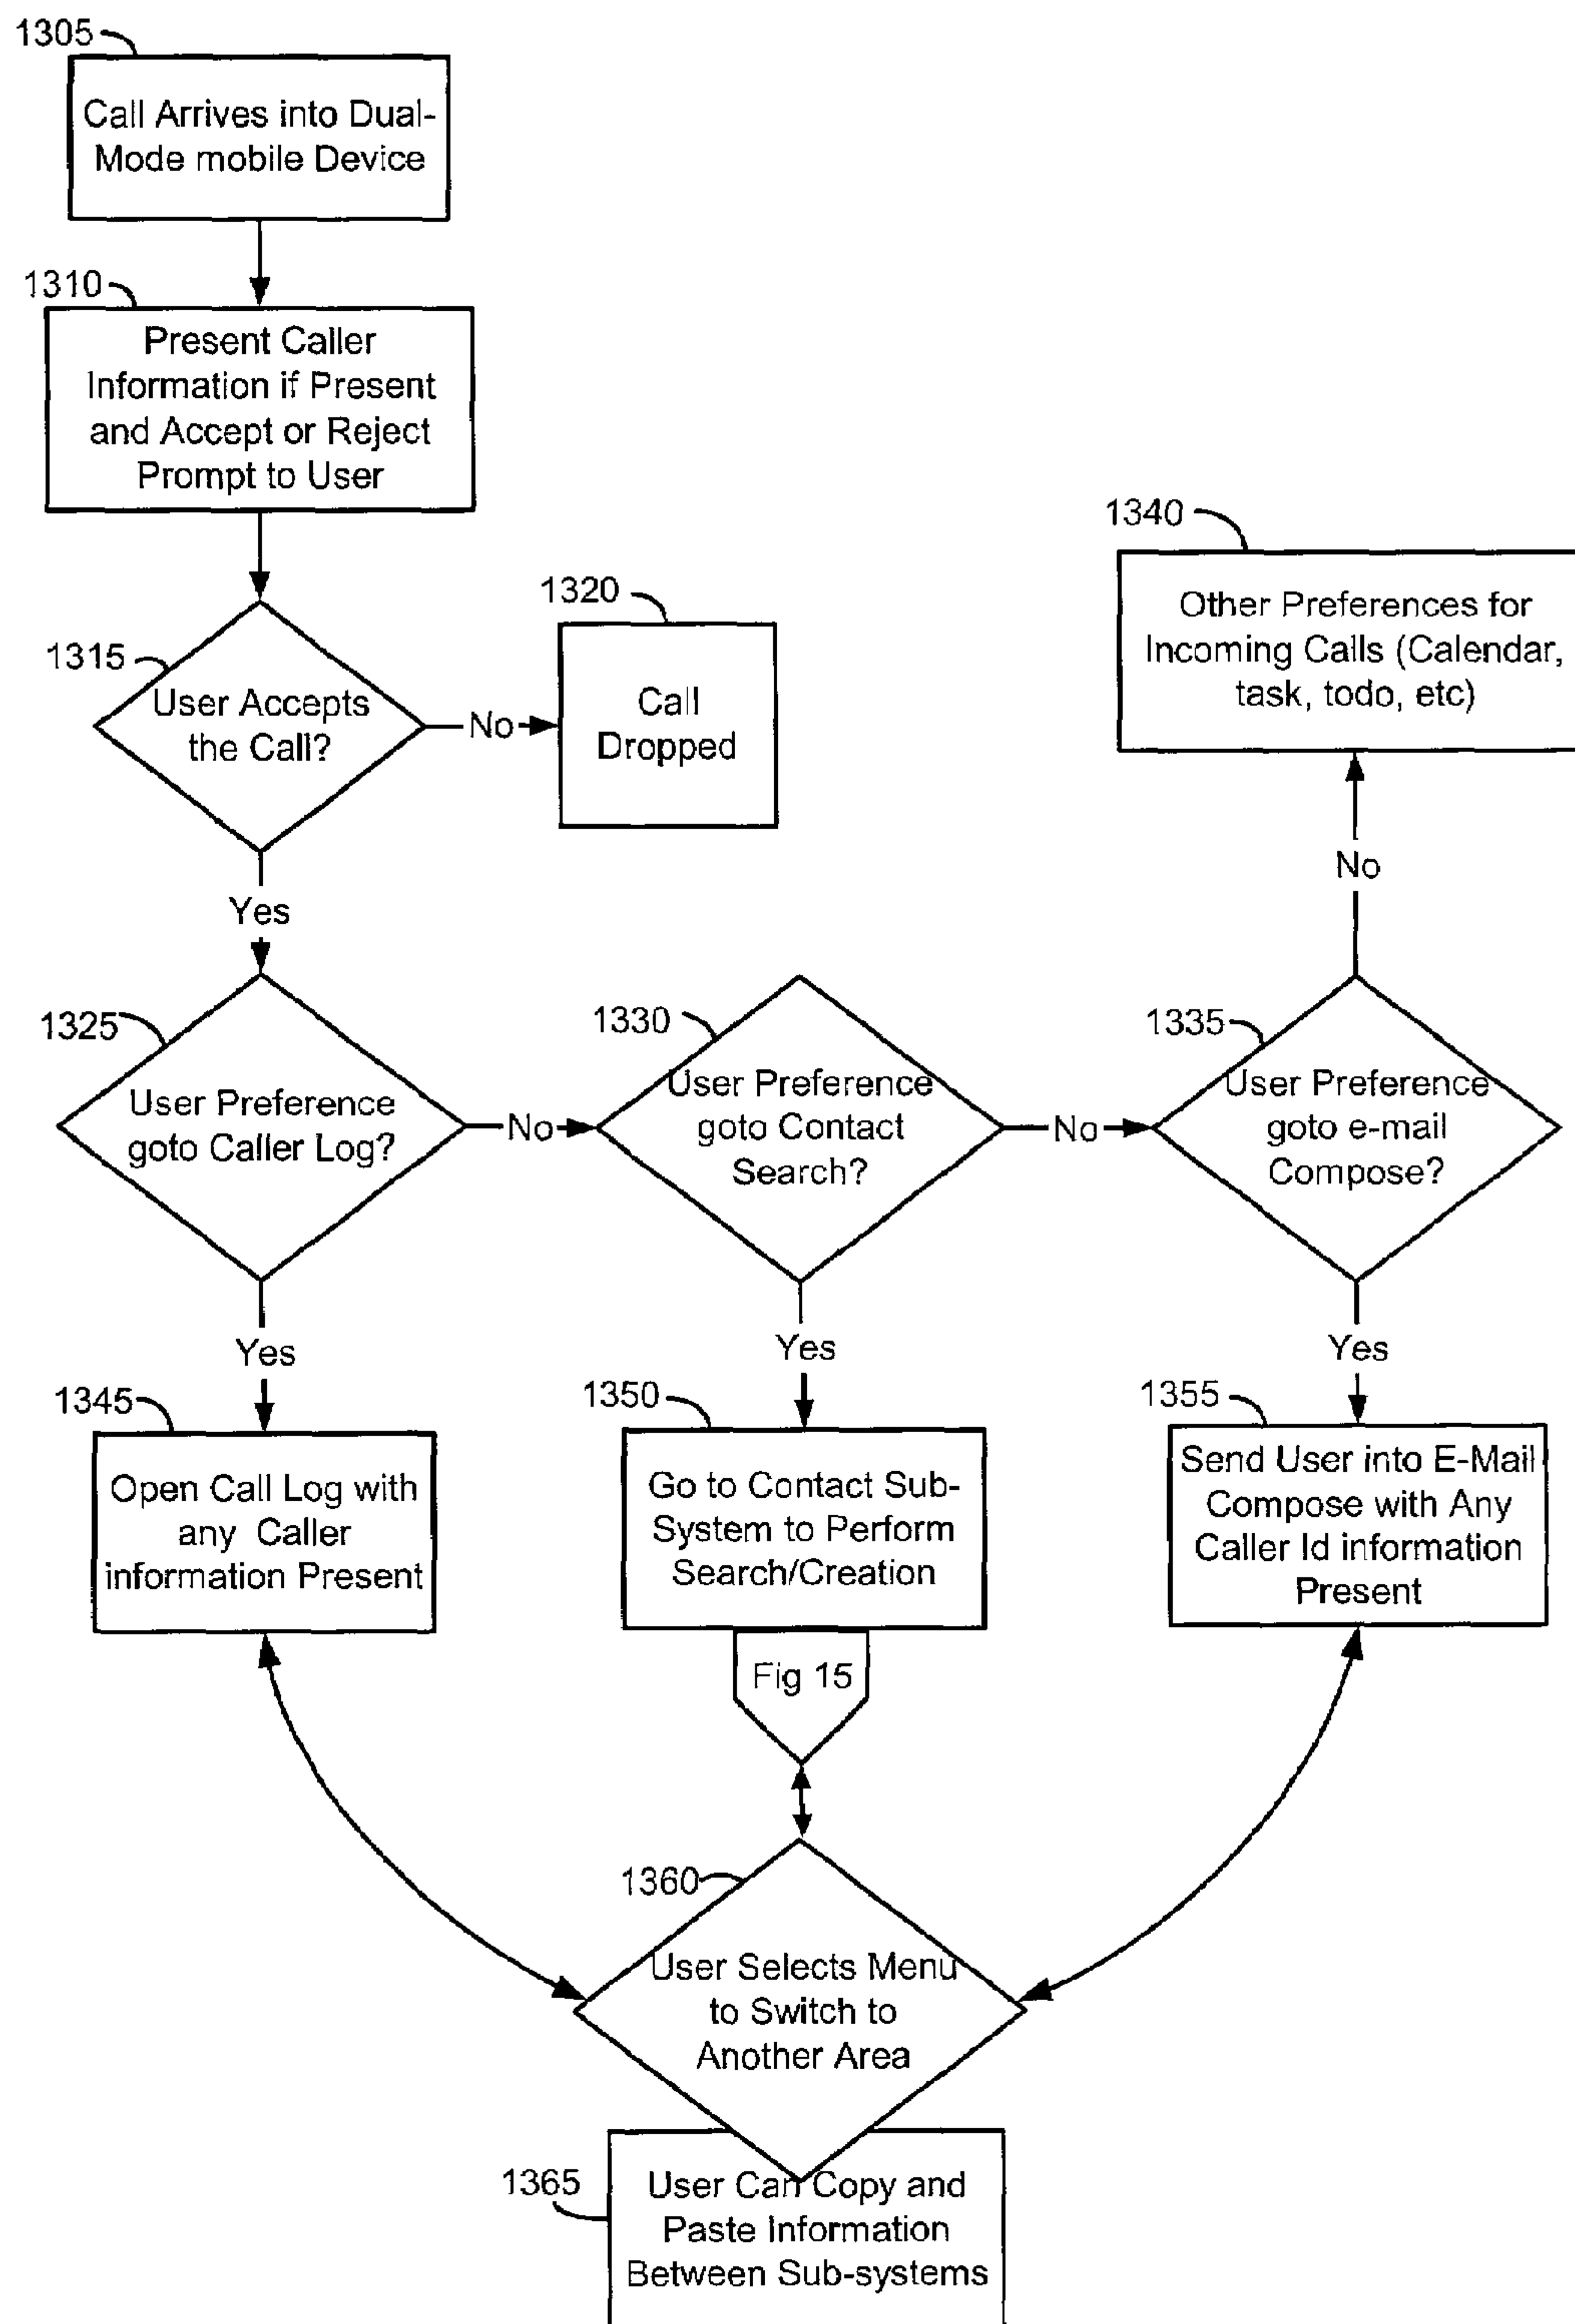 1305
Call Arrives into Dual-
Mode mobile Device
1310
Present Caller
Information if Present
and Accept or Reject
Prompt to User
1315
User Accepts
the Call?
No
1320
Call
Dropped
1340
Other Preferences for
Incoming Calls (Calendar,
task, todo, etc)
No
Yes
1325
User Preference
goto Caller Log?
No
1330
User Preference
goto Contact
Search?
No
1335
User Preference
goto e-mail
Compose?
Yes
Yes
Yes
1345
Open Call Log with
any Caller
information Present
1350
Go to Contact Sub-
System to Perform
Search/Creation
Fig 15
1355
Send User into E-Mail
Compose with Any
Caller Id information
Present
1360
User Selects Menu
to Switch to
Another Area
1365
User Can Copy and
Paste Information
Between Sub-systems